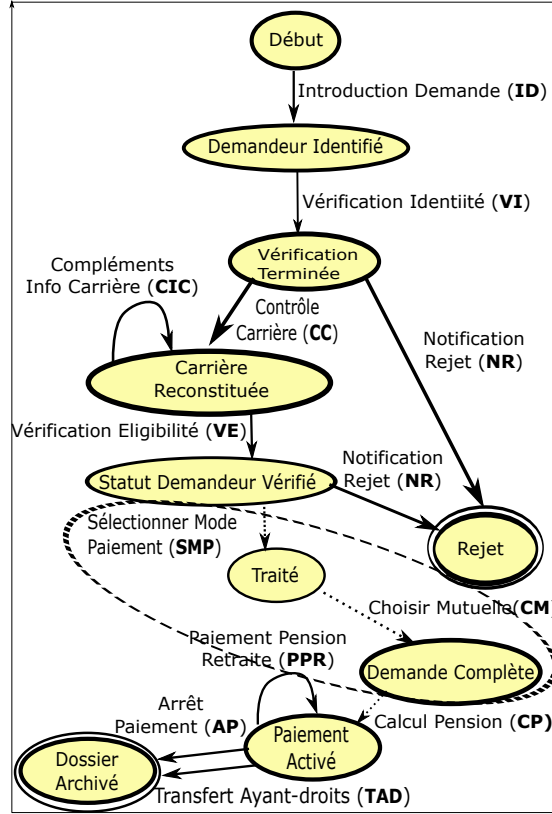 Début
Introduction Demande (ID)
Demandeur Identifié
Vérification Identiité (VI)
Vérification
Terminée
Compléments
Info Carrière (CIC)
Contrôle
Carrière (CC)
Notification
Rejet (NR)
Carrière
Reconstituée
Vérification Eligibilité (VE)
Notification
Rejet (NR)
Statut Demandeur Vérifié
Sélectionner Mode
Paiement (SMP)
Rejet
Traité
Choisir Mutuelle(CM)
Paiement Pension
Retraite (PPR)
Demande Complète
Arrêt
Paiement (AP)
Calcul Pension (CP)
Paiement
Activé
Dossier
Archivé
Transfert Ayant-droits (TAD)